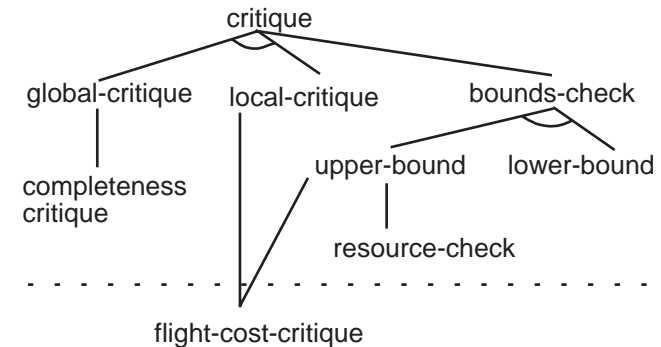 critique
global-critique
local-critique
bounds-check
completeness
critique
upper-bound
lower-bound
resource-check
flight-cost-critique